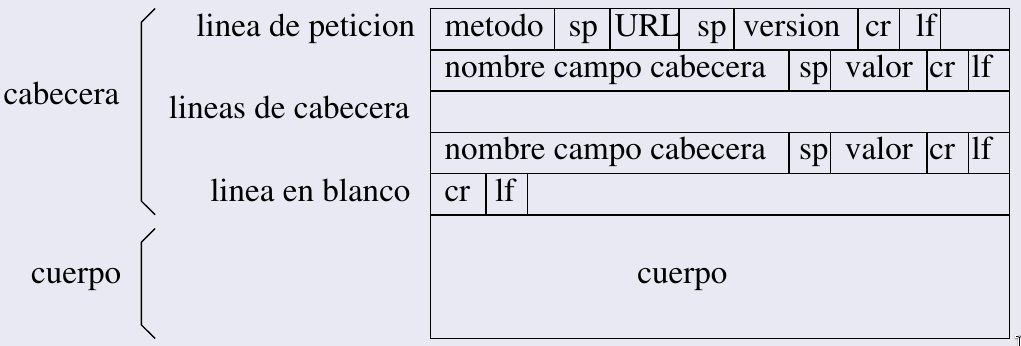 linea de peticion metodo sp URL sp version cr lf
nombre campo cabecera sp valor cr lf
cabecera
lineas de cabecera
nombre campo cabecera sp valor cr lf
linea en blanco cr lf
cuerpo cuerpo